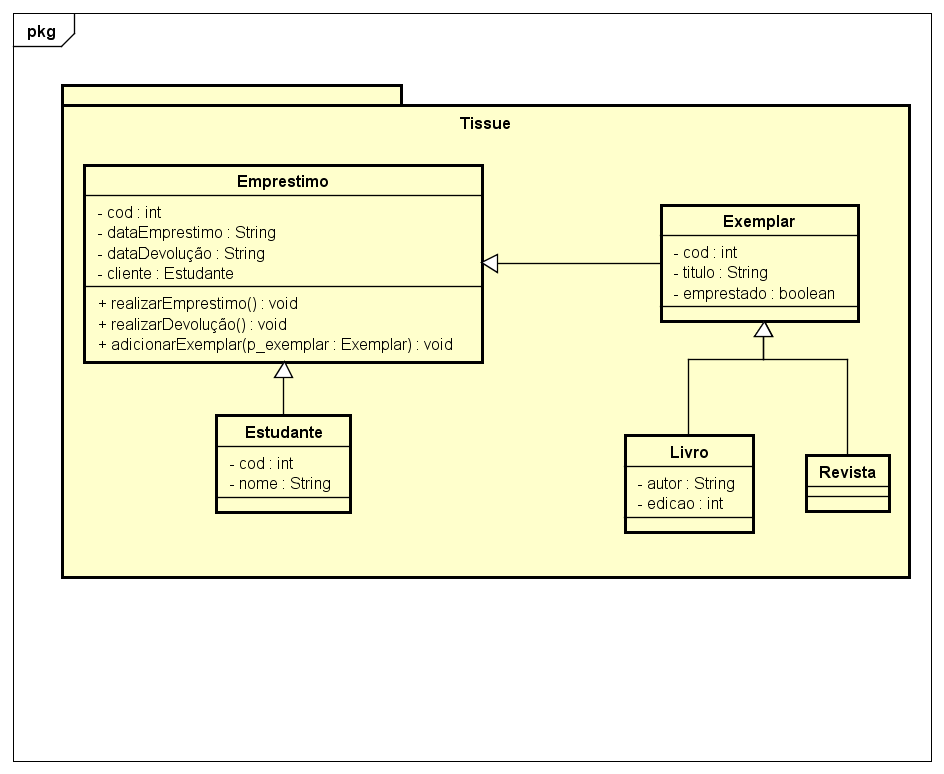 pkg
Tissue
Emprestimo
- cod : int
- dataEmprestimo : String
- dataDevolução : String
- cliente : Estudante
+ realizarEmprestimo() : void
+ realizarDevolução() : void
+ adicionarExemplar(p_exemplar : Exemplar) : void
Exemplar
- cod : int
- titulo : String
- emprestado : boolean
Estudante
- cod : int
- nome : String
Livro
- autor : String
- edicao : int
Revista